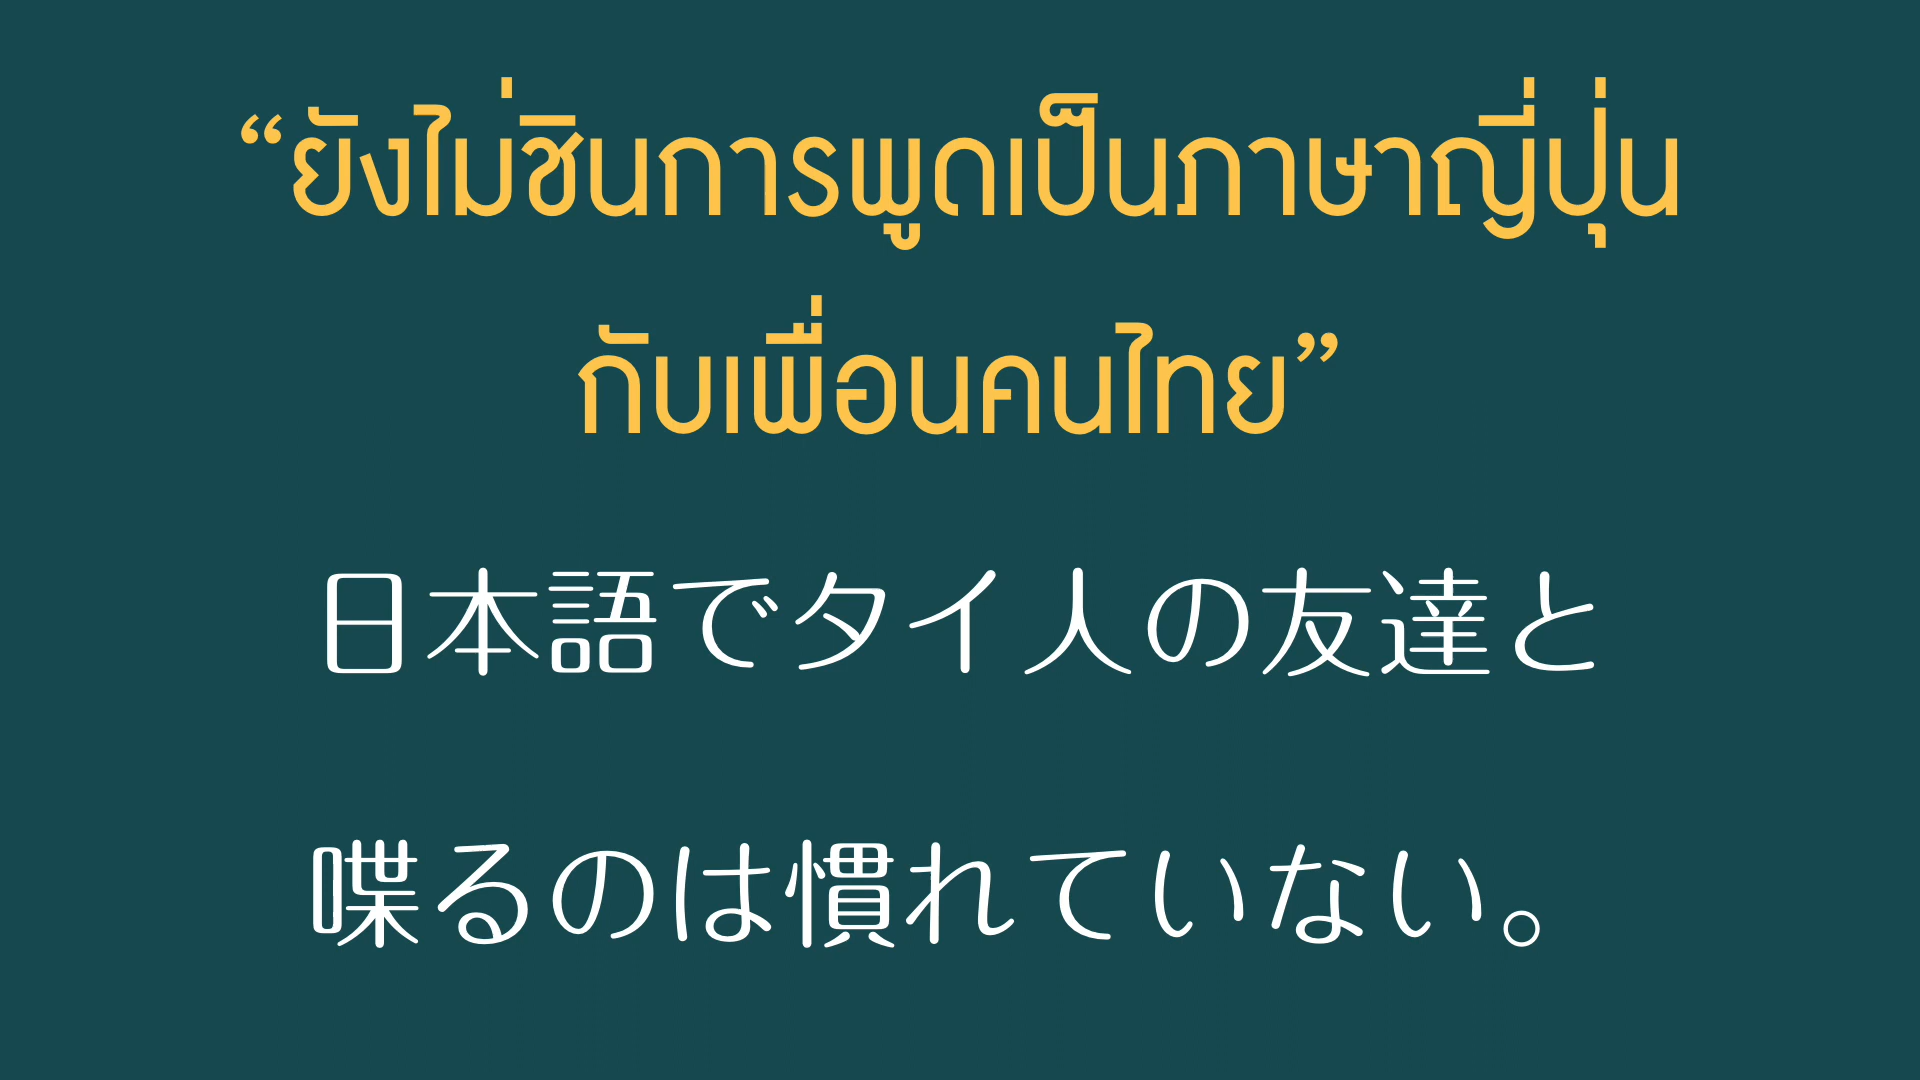 “ยังไม่ชินการพูดเป็นภาษาญี่ปุ่น
กับเพื่อนคนไทย”
日本語でタイ人の友達と
喋るのは慣れていない。